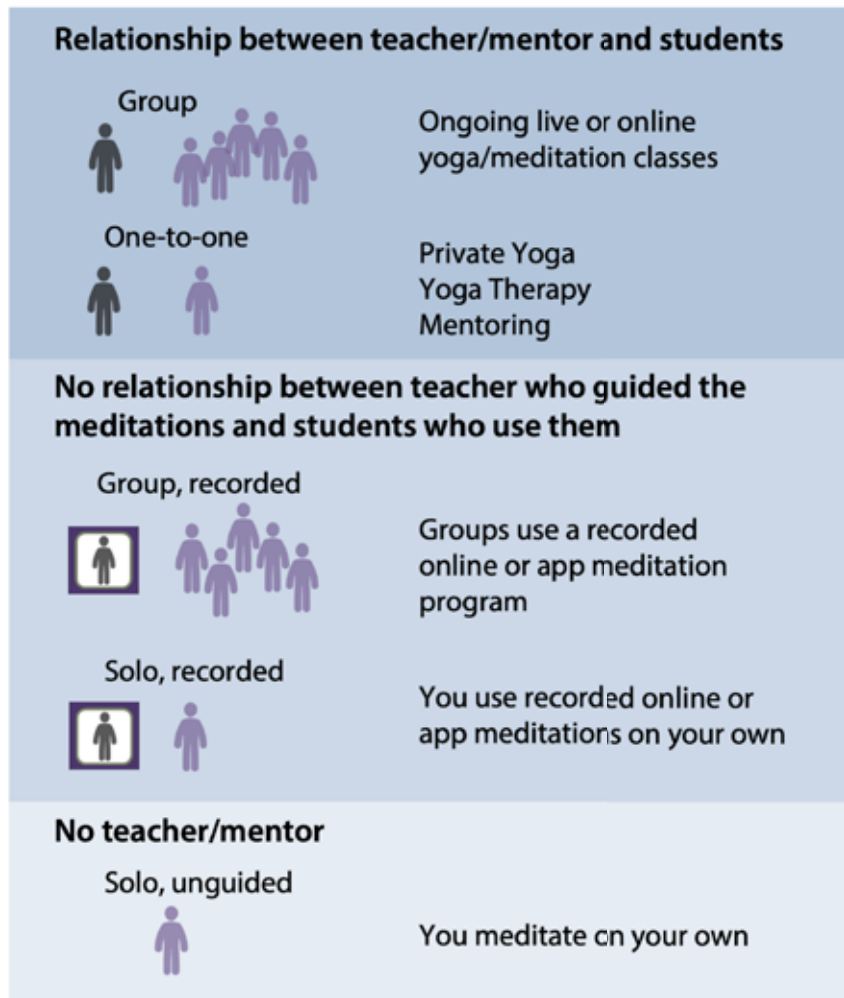 Relationship between teacher/mentor and students
Group
Ongoing live or online
yoga/meditation classes
One-to-one
Private Yoga
Yoga Therapy
Mentoring
No relationship between teacher who guided the
meditations and students who use them
Group, recorded
Groups use a recorded
online or app meditation
program
Solo, recorded
You use recorded online or
app meditations on your own
No teacher/mentor
Solo, unguided
You meditate on your own